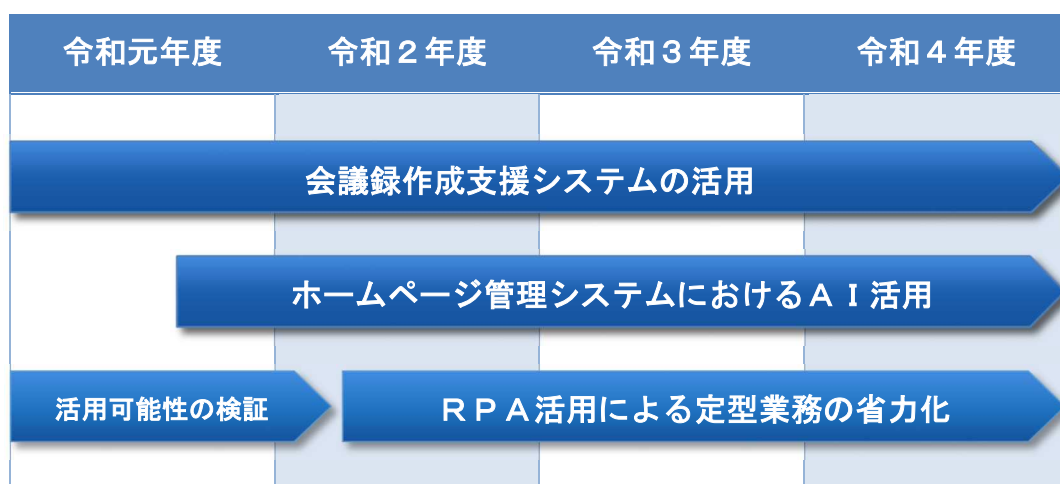 令和元年度 令和２年度 令和３年度 令和４年度
会議録作成支援システムの活用
ホームページ管理システムにおけるＡＩ活用
活用可能性の検証 ＲＰＡ活用による定型業務の省力化